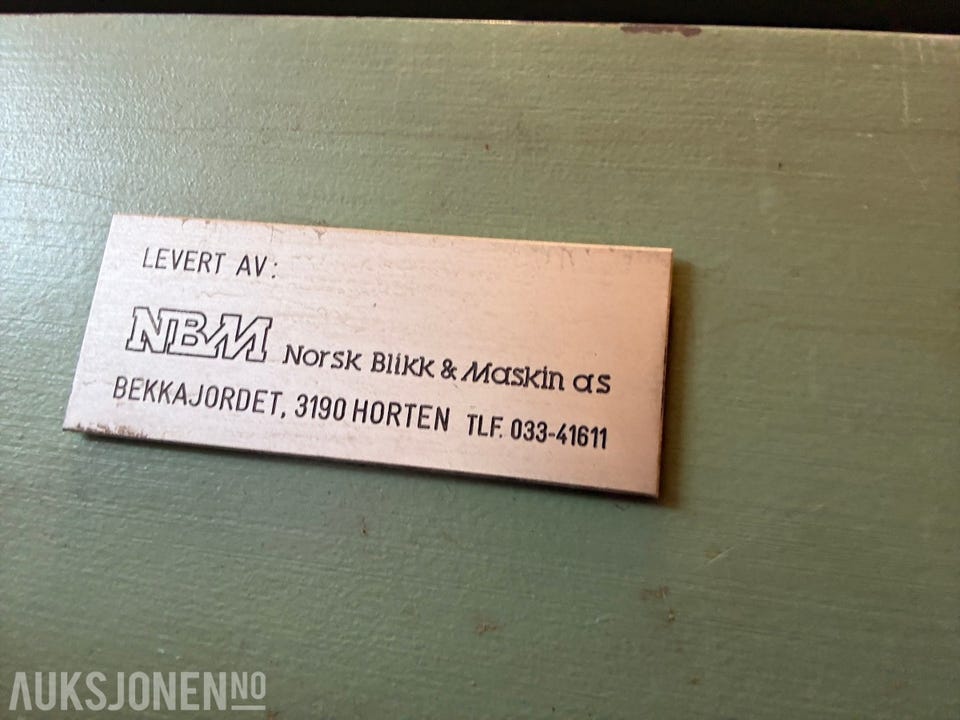 LEVERT AV:
NBM Norsk Blikk & Maskin as
BEKKAJORDET, 3190 HORTEN TLF. 033-41611
AUKSJONEN NO